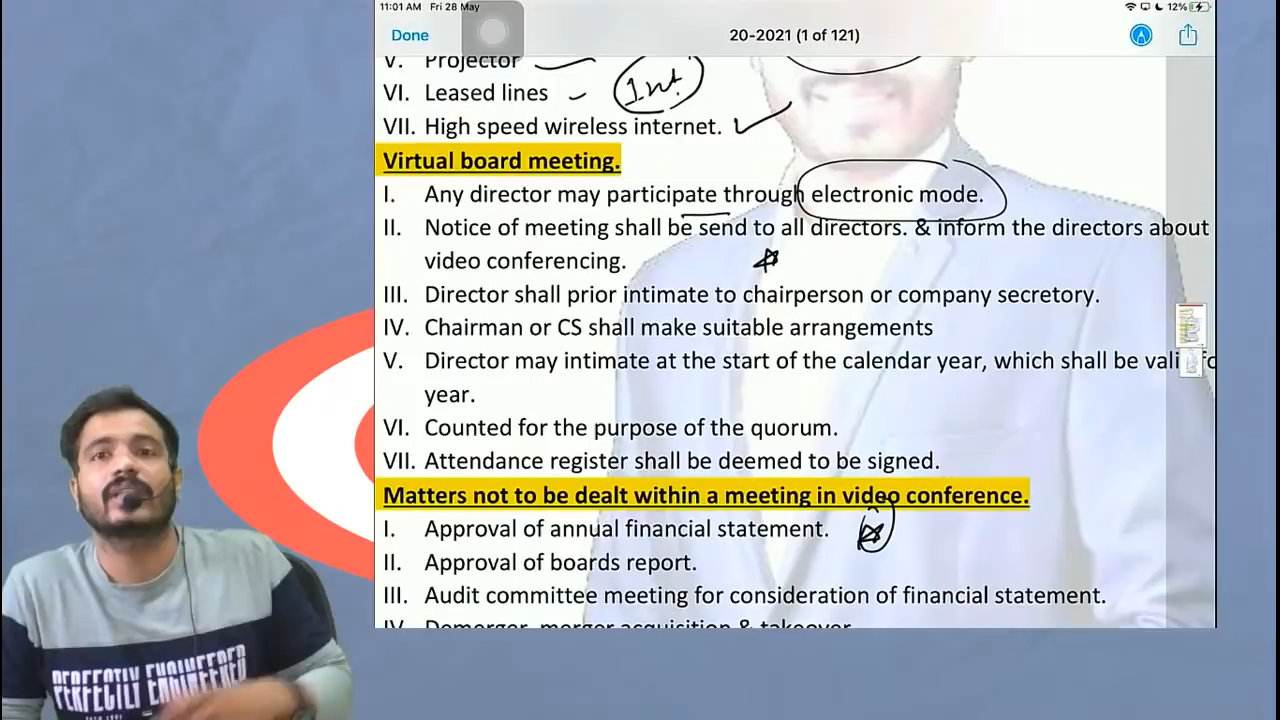 11:01 AM Fri 28 May
12%
Done
20-2021 (1 of 121)
V. Projector
VI. Leased lines
Int.
VII. High speed wireless internet.
Virtual board meeting.
I. Any director may participate through electronic mode.
II. Notice of meeting shall be send to all directors. & inform the directors about
video conferencing.
III. Director shall prior intimate to chairperson or company secretory.
IV. Chairman or CS shall make suitable arrangements
V. Director may intimate at the start of the calendar year, which shall be vali
year.
VI. Counted for the purpose of the quorum.
VII. Attendance register shall be deemed to be signed.
Matters not to be dealt within a meeting in video conference.
I. Approval of annual financial statement.
II. Approval of boards report.
III. Audit committee meeting for consideration of financial statement.
IV. Demerger, merger acquisition & takeover
PERFECTLY ENGINEERED